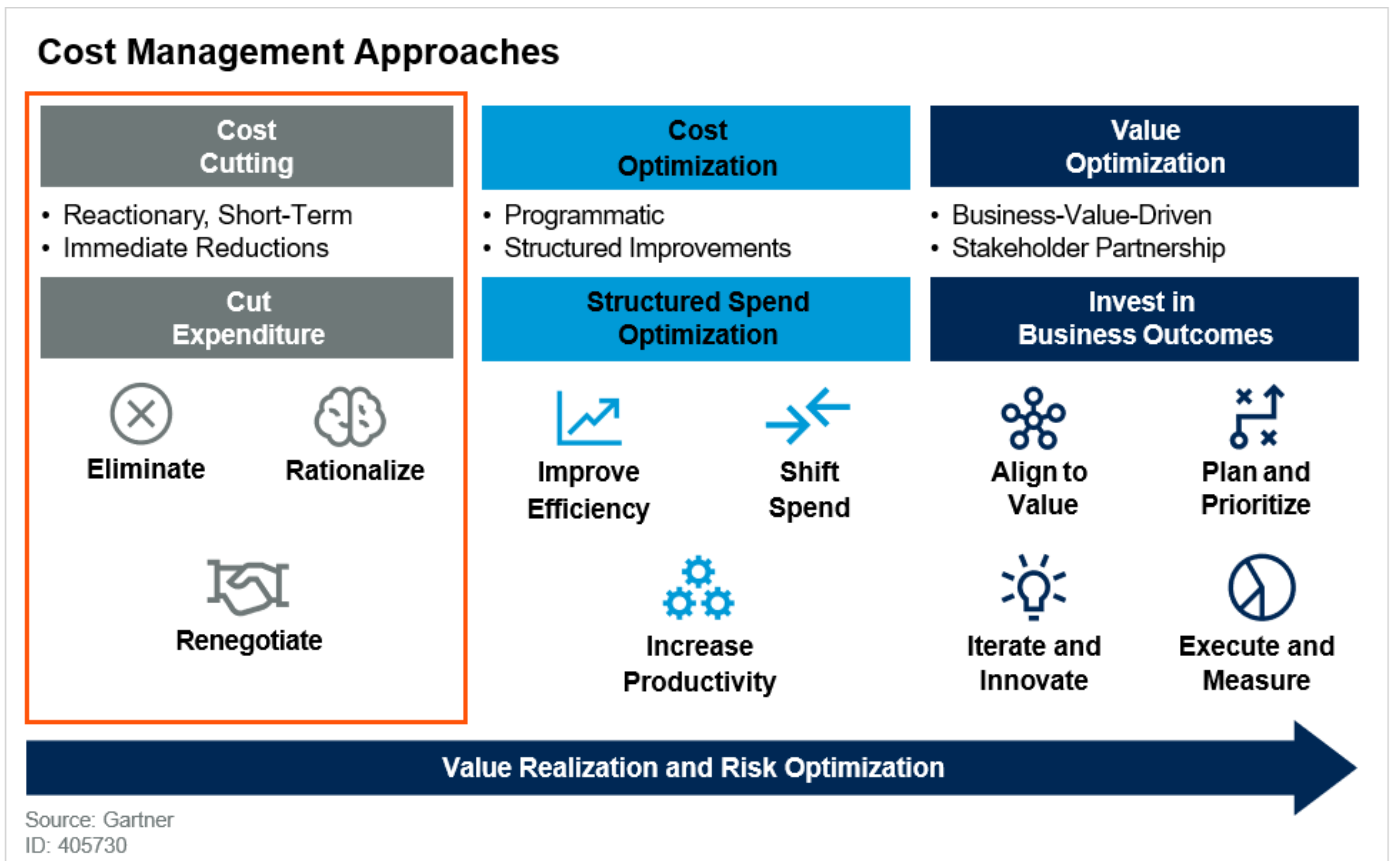 Cost Management Approaches
Cost
Cutting
• Reactionary, Short-Term
• Immediate Reductions
Cut
Expenditure
Eliminate
Rationalize
Renegotiate
Cost
Optimization
• Programmatic
• Structured Improvements
Structured Spend
Optimization
Improve
Efficiency
Shift
Spend
Increase
Productivity
Value
Optimization
• Business-Value-Driven
• Stakeholder Partnership
Invest in
Business Outcomes
Align to
Value
Plan and
Prioritize
Iterate and
Innovate
Execute and
Measure
Value Realization and Risk Optimization
Source: Gartner
ID: 405730